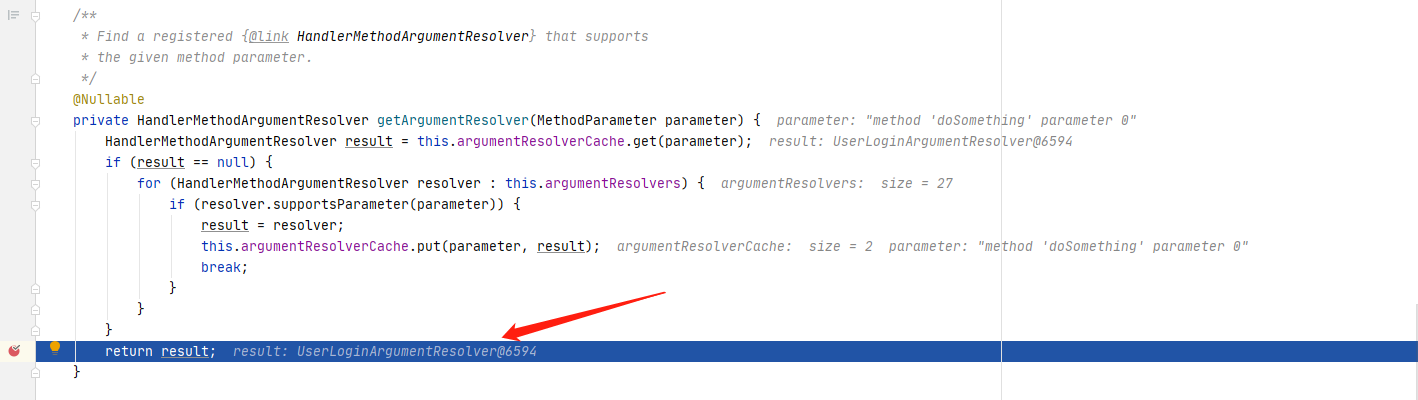 /**
 * Find a registered {@link HandlerMethodArgumentResolver} that supports
 * the given method parameter.
 */
@Nullable
private HandlerMethodArgumentResolver getArgumentResolver(MethodParameter parameter) {  parameter: "method 'doSomething' parameter 0"
    HandlerMethodArgumentResolver result = this.argumentResolverCache.get(parameter);  result: UserLoginArgumentResolver@6594
    if (result == null) {
        for (HandlerMethodArgumentResolver resolver : this.argumentResolvers) {  argumentResolvers:  size = 27
            if (resolver.supportsParameter(parameter)) {
                result = resolver;
                this.argumentResolverCache.put(parameter, result);  argumentResolverCache:  size = 2  parameter: "method 'doSomething' parameter 0"
                break;
            }
        }
    }
    return result;  result: UserLoginArgumentResolver@6594
}